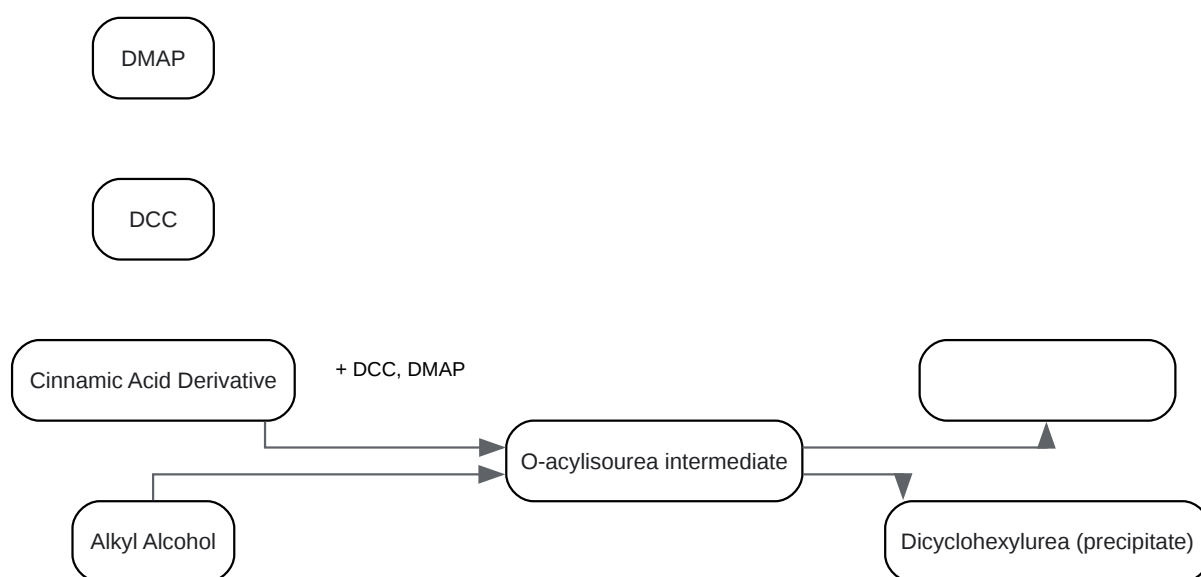 DMAP
DCC
Cinnamic Acid Derivative
+ DCC, DMAP
O-acylisourea intermediate
Alkyl Alcohol
Dicyclohexylurea (precipitate)